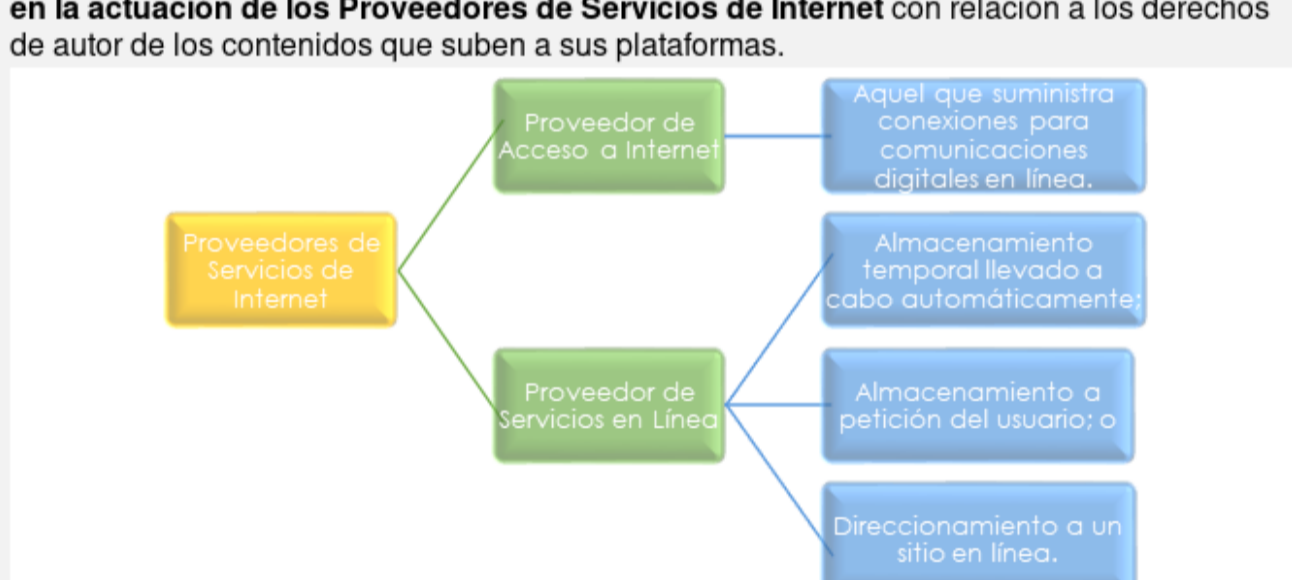 en la actuación de los Proveedores de Servicios de Internet con relación a los derechos
de autor de los contenidos que suben a sus plataformas.
Proveedores de
Servicios de
Internet
Proveedor de
Acceso a Internet
Aquel que suministra
conexiones para
comunicaciones
digitales en línea.
Proveedor de
Servicios en Línea
Almacenamiento
temporal llevado a
cabo automáticamente;
Almacenamiento a
petición del usuario; o
Direccionamiento a un
sitio en línea.